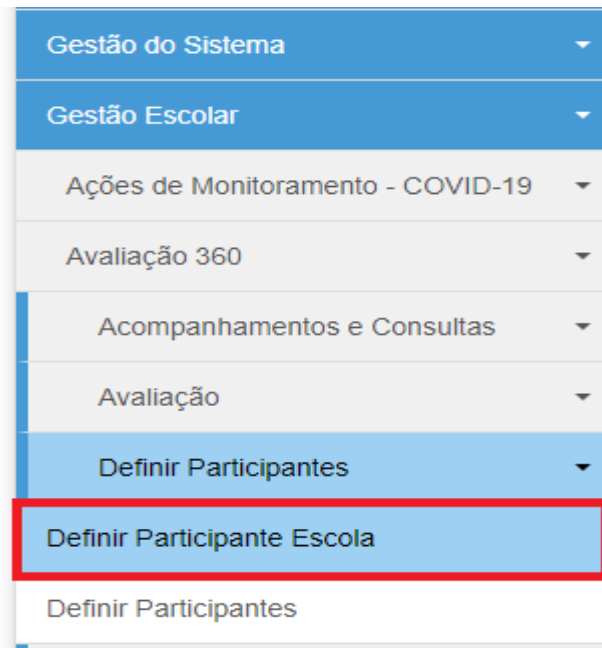 Gestão do Sistema
Gestão Escolar
Ações de Monitoramento - COVID-19
Avaliação 360
Acompanhamentos e Consultas
Avaliação
Definir Participantes
Definir Participante Escola
Definir Participantes